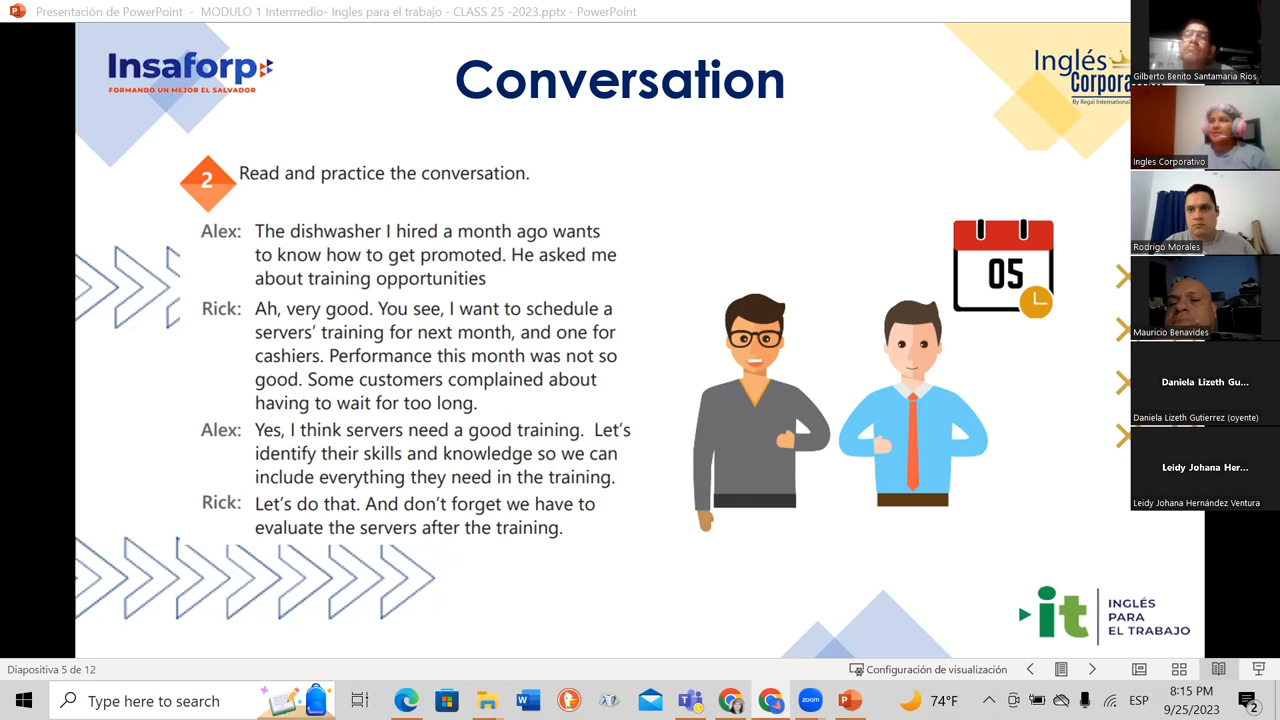 Presentación de PowerPoint - MODULO 1 Intermedio- Ingles para el trabajo - CLASS 25 -2023.pptx - PowerPoint
Insaforp
FORMANDO UN MEJOR EL SALVADOR
Conversation
Inglés
Corporat
By Regal International
2
Read and practice the conversation.
Alex: The dishwasher I hired a month ago wants
to know how to get promoted. He asked me
about training opportunities
Rick: Ah, very good. You see, I want to schedule a
servers’ training for next month, and one for
cashiers. Performance this month was not so
good. Some customers complained about
having to wait for too long.
Alex: Yes, I think servers need a good training. Let’s
identify their skills and knowledge so we can
include everything they need in the training.
Rick: Let’s do that. And don’t forget we have to
evaluate the servers after the training.
05
Gilberto Benito Santamaria Rios
Ingles Corporativo
Rodrigo Morales
Mauricio Benavides
Daniela Lizeth Gu...
Daniela Lizeth Gutierrez (oyente)
Leidy Johana Her...
Leidy Johana Hernández Ventura
it
INGLÉS
PARA
EL TRABAJO
Diapositiva 5 de 12
Configuración de visualización
Type here to search
zoom
74°F
ESP
8:15 PM
9/25/2023
2